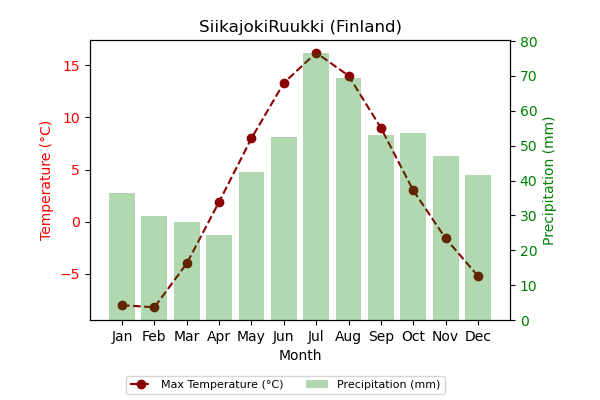 SiikajokiRuukki (Finland)
Temperature (°C)
15
10
5
0
−5
80
70
60
50
40
30
20
10
0
Precipitation (mm)
Jan Feb Mar Apr May Jun Jul Aug Sep Oct Nov Dec
Month
Max Temperature (°C) Precipitation (mm)